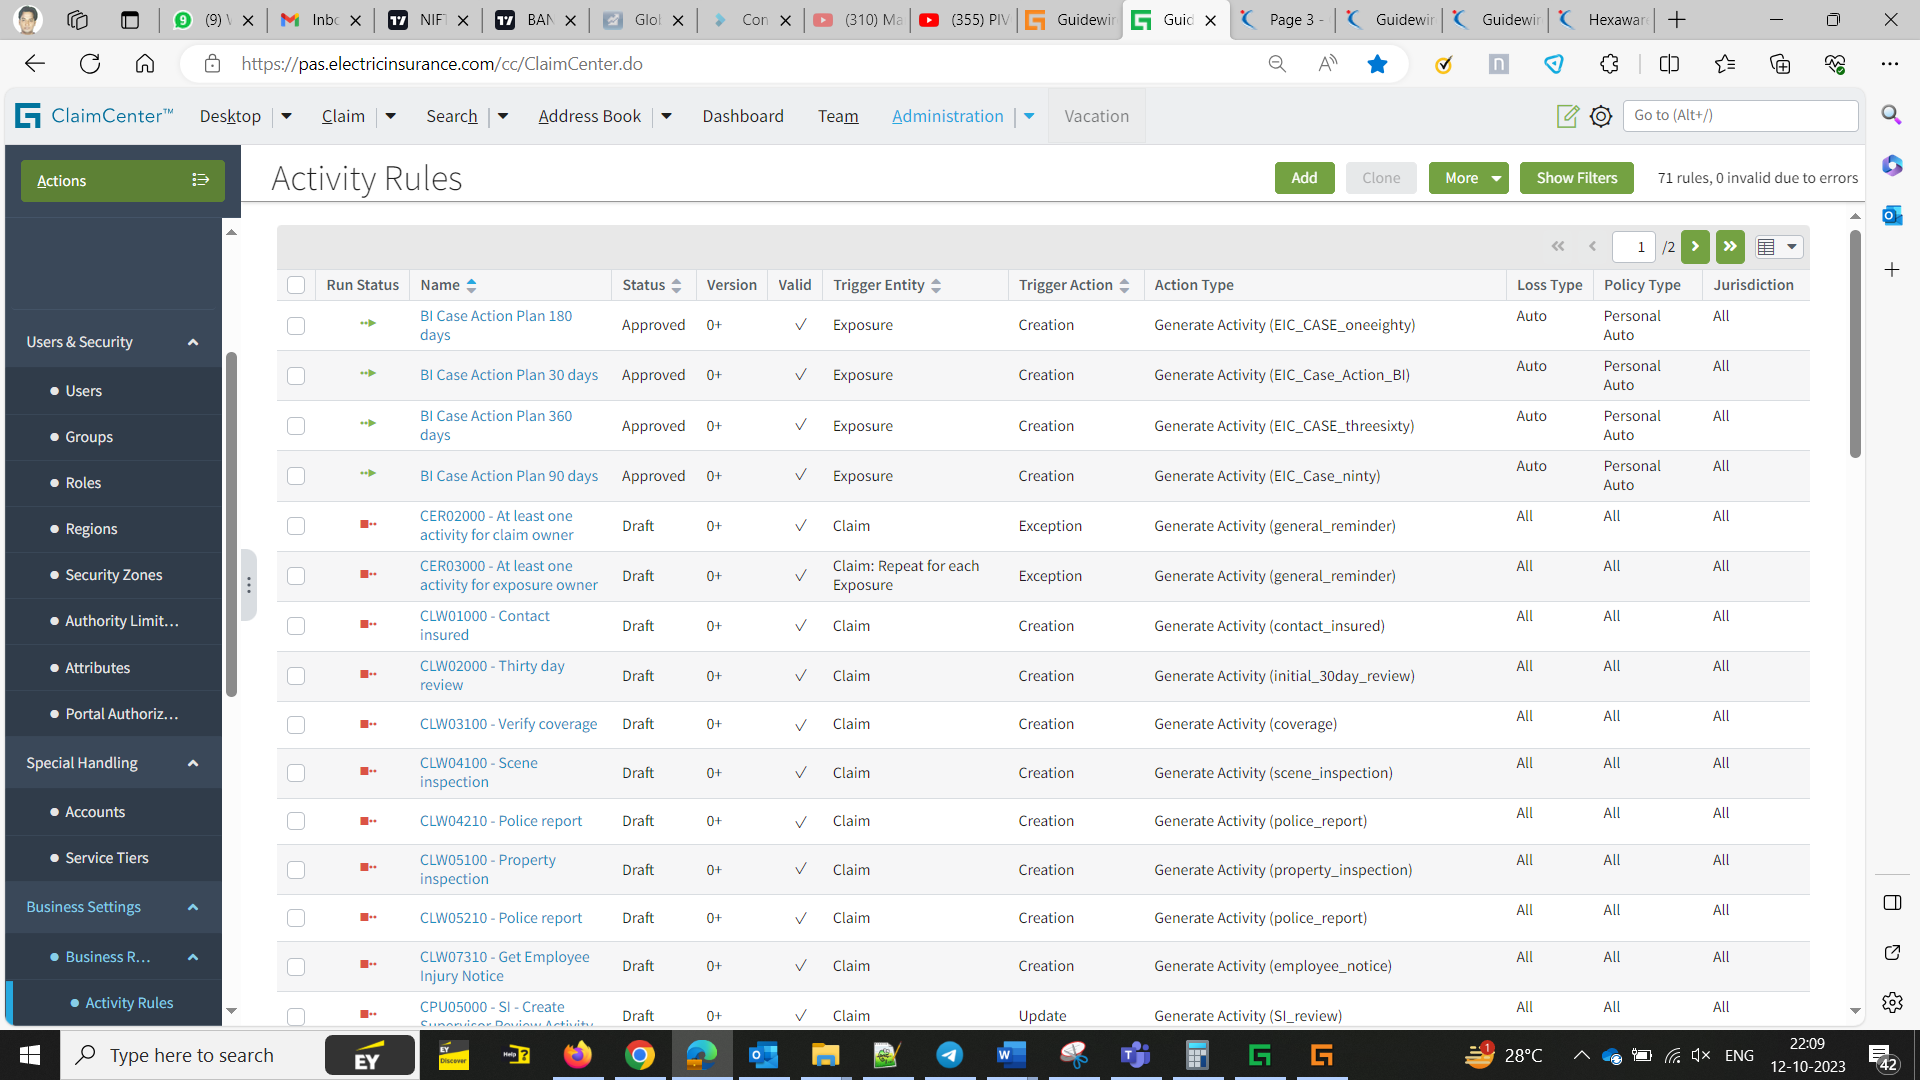 (9) W
Inbo
NIFT
BAN
Glob
Con
(310) Ma
(355) PIV
Guidewir
Guid
Page 3 -
Guidewir
Guidewir
Hexawar
https://pas.electricinsurance.com/cc/ClaimCenter.do
ClaimCenter™
Desktop
Claim
Search
Address Book
Dashboard
Team
Administration
Vacation
Go to (Alt+/)
Actions
Activity Rules
Add
Clone
More
Show Filters
71 rules, 0 invalid due to errors
1 /2
Run Status Name Status Version Valid Trigger Entity Trigger Action Action Type Loss Type Policy Type Jurisdiction
BI Case Action Plan 180 days Approved 0+ Exposure Creation Generate Activity (EIC_CASE_oneeighty) Auto Personal Auto All
BI Case Action Plan 30 days Approved 0+ Exposure Creation Generate Activity (EIC_Case_Action_BI) Auto Personal Auto All
BI Case Action Plan 360 days Approved 0+ Exposure Creation Generate Activity (EIC_CASE_threesixty) Auto Personal Auto All
BI Case Action Plan 90 days Approved 0+ Exposure Creation Generate Activity (EIC_Case_ninty) Auto Personal Auto All
CER02000 - At least one activity for claim owner Draft 0+ Claim Exception Generate Activity (general_reminder) All All All
CER03000 - At least one activity for exposure owner Draft 0+ Claim: Repeat for each Exposure Exception Generate Activity (general_reminder) All All All
CLW01000 - Contact insured Draft 0+ Claim Creation Generate Activity (contact_insured) All All All
CLW02000 - Thirty day review Draft 0+ Claim Creation Generate Activity (initial_30day_review) All All All
CLW03100 - Verify coverage Draft 0+ Claim Creation Generate Activity (coverage) All All All
CLW04100 - Scene inspection Draft 0+ Claim Creation Generate Activity (scene_inspection) All All All
CLW04210 - Police report Draft 0+ Claim Creation Generate Activity (police_report) All All All
CLW05100 - Property inspection Draft 0+ Claim Creation Generate Activity (property_inspection) All All All
CLW05210 - Police report Draft 0+ Claim Creation Generate Activity (police_report) All All All
CLW07310 - Get Employee Injury Notice Draft 0+ Claim Creation Generate Activity (employee_notice) All All All
CPU05000 - SI - Create Supervisor Review Activity Draft 0+ Claim Update Generate Activity (SI_review) All All All
Users & Security
Users
Groups
Roles
Regions
Security Zones
Authority Limit...
Attributes
Portal Authoriz...
Special Handling
Accounts
Service Tiers
Business Settings
Business R...
Activity Rules
Type here to search
EY
EY
Discover
Help ?
1
28°C
ENG
22:09
12-10-2023
42